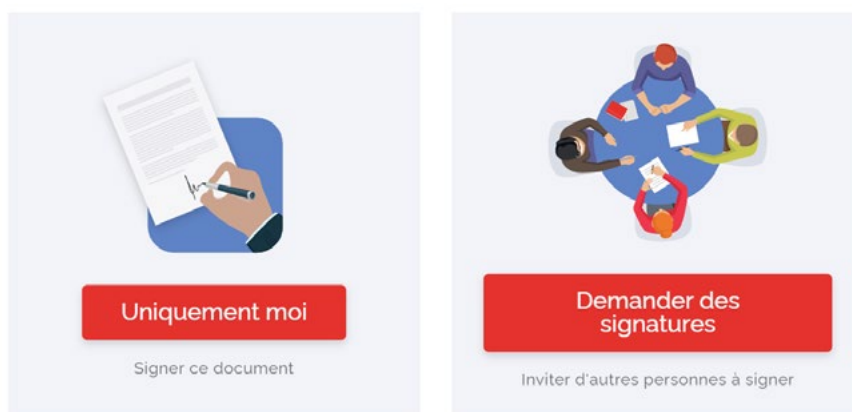 Uniquement moi
Signer ce document
Demander des
signatures
Inviter d'autres personnes à signer